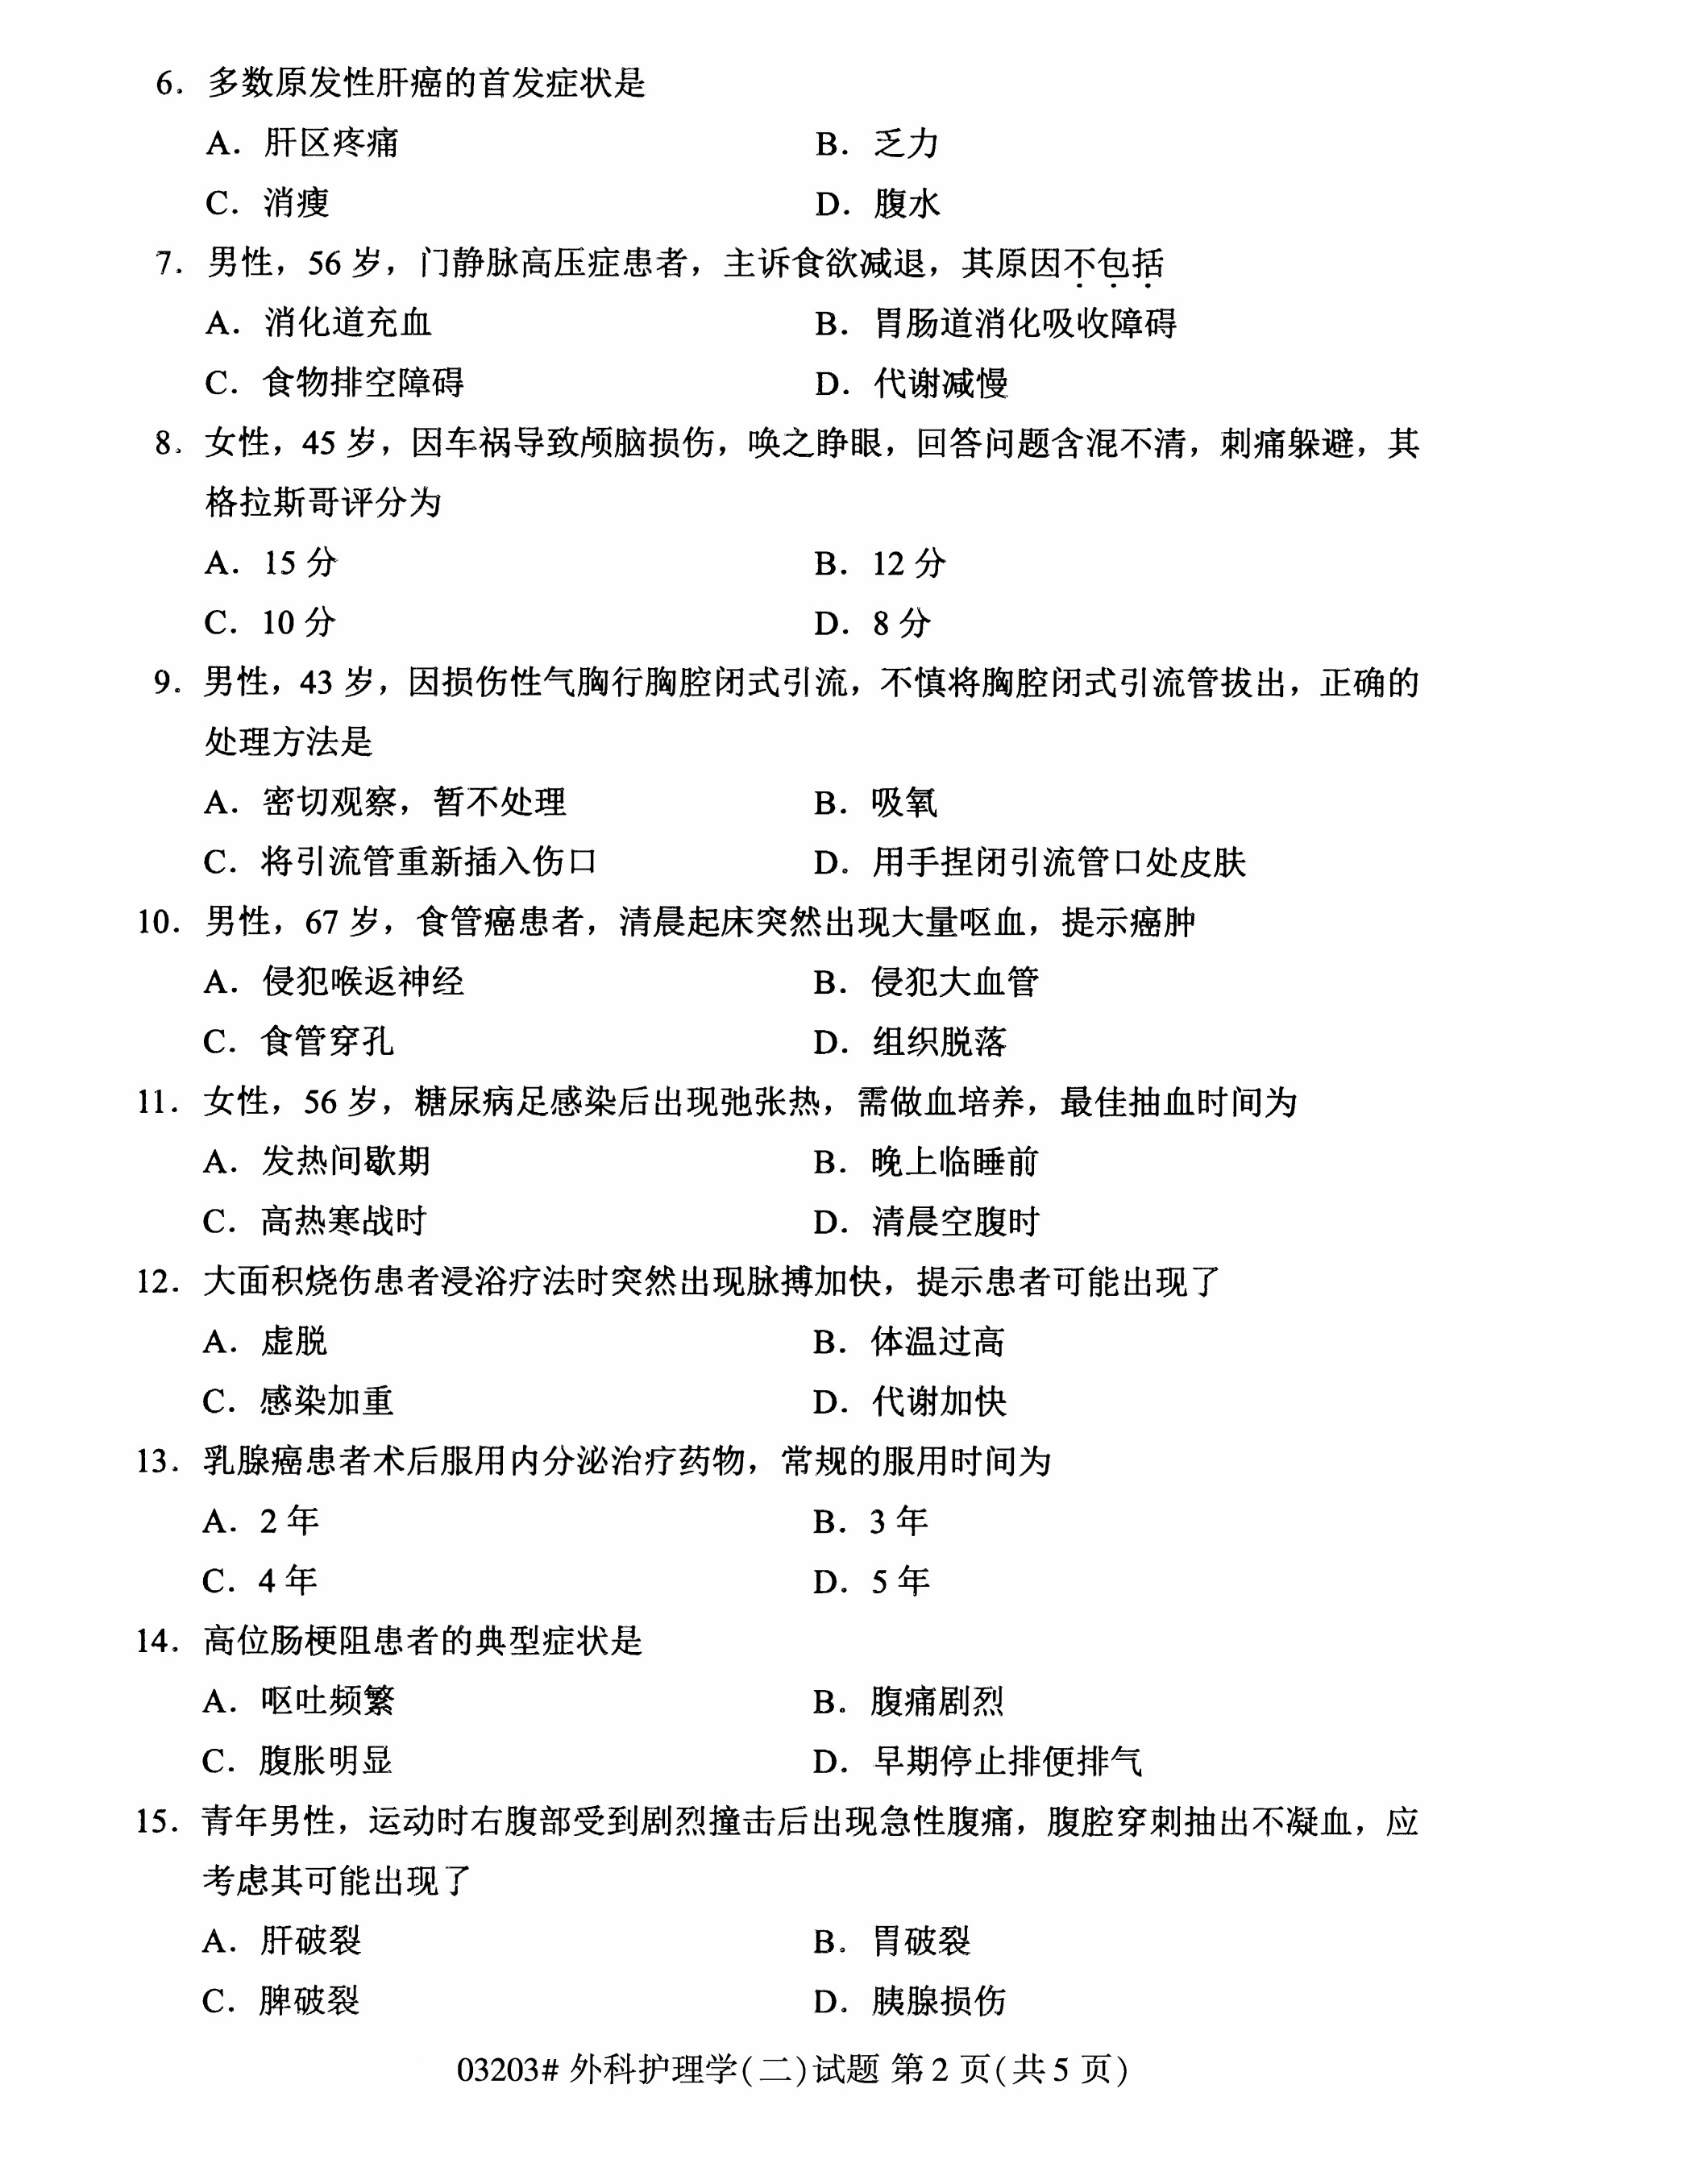 6. 多数原发性肝癌的首发症状是
A. 肝区疼痛 B. 乏力
C. 消瘦 D. 腹水
7. 男性，56 岁，门静脉高压症患者，主诉食欲减退，其原因不包括
A. 消化道充血 B. 胃肠道消化吸收障碍
C. 食物排空障碍 D. 代谢减慢
8. 女性，45 岁，因车祸导致颅脑损伤，唤之睁眼，回答问题含混不清，刺痛躲避，其
格拉斯哥评分为
A. 15 分 B. 12 分
C. 10 分 D. 8 分
9. 男性，43 岁，因损伤性气胸行胸腔闭式引流，不慎将胸腔闭式引流管拔出，正确的
处理方法是
A. 密切观察，暂不处理 B. 吸氧
C. 将引流管重新插入伤口 D. 用手捏闭引流管口处皮肤
10. 男性，67 岁，食管癌患者，清晨起床突然出现大量呕血，提示癌肿
A. 侵犯喉返神经 B. 侵犯大血管
C. 食管穿孔 D. 组织脱落
11. 女性，56 岁，糖尿病足感染后出现弛张热，需做血培养，最佳抽血时间为
A. 发热间歇期 B. 晚上临睡前
C. 高热寒战时 D. 清晨空腹时
12. 大面积烧伤患者浸浴疗法时突然出现脉搏加快，提示患者可能出现了
A. 虚脱 B. 体温过高
C. 感染加重 D. 代谢加快
13. 乳腺癌患者术后服用内分泌治疗药物，常规的服用时间为
A. 2 年 B. 3 年
C. 4 年 D. 5 年
14. 高位肠梗阻患者的典型症状是
A. 呕吐频繁 B. 腹痛剧烈
C. 腹胀明显 D. 早期停止排便排气
15. 青年男性，运动时右腹部受到剧烈撞击后出现急性腹痛，腹腔穿刺抽出不凝血，应
考虑其可能出现了
A. 肝破裂 B. 胃破裂
C. 脾破裂 D. 胰腺损伤
03203# 外科护理学(二)试题 第 2 页(共 5 页)